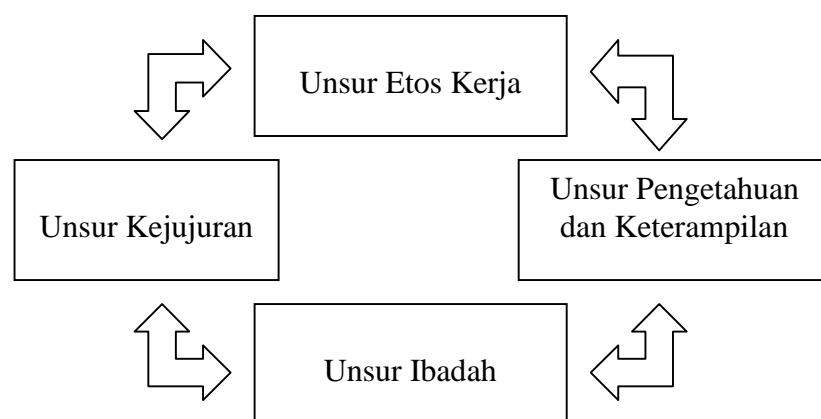 Unsur Etos Kerja
Unsur Kejujuran
Unsur Pengetahuan
dan Keterampilan
Unsur Ibadah